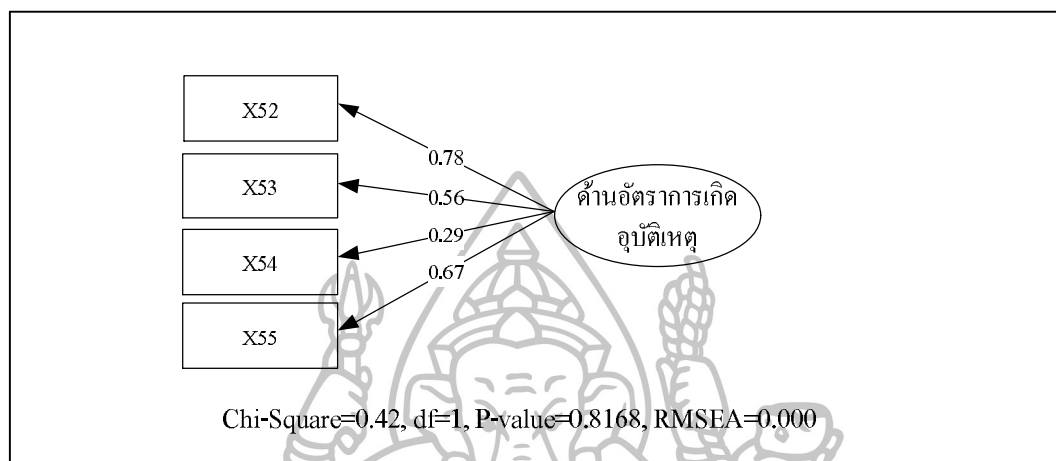 X52
0.78
X53
0.56
ด้านอัตราการเกิด
อุบัติเหตุ
0.29
X54
0.67
X55
Chi-Square=0.42, df=1, P-value=0.8168, RMSEA=0.000